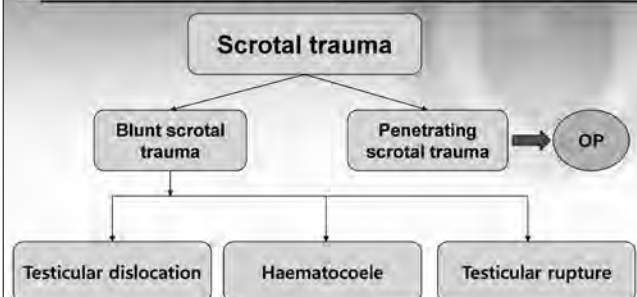 Scrotal trauma
Blunt scrotal
trauma
Penetrating
scrotal trauma
OP
Testicular dislocation
Haematocoele
Testicular rupture